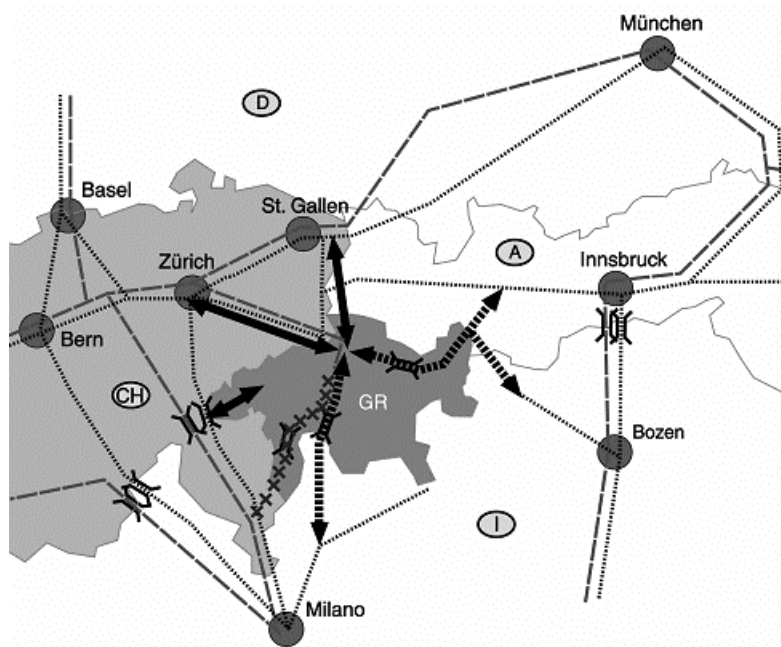 München
D
Basel
St. Gallen
A
Zürich
Innsbruck
Bern
CH
GR
Bozen
I
Milano